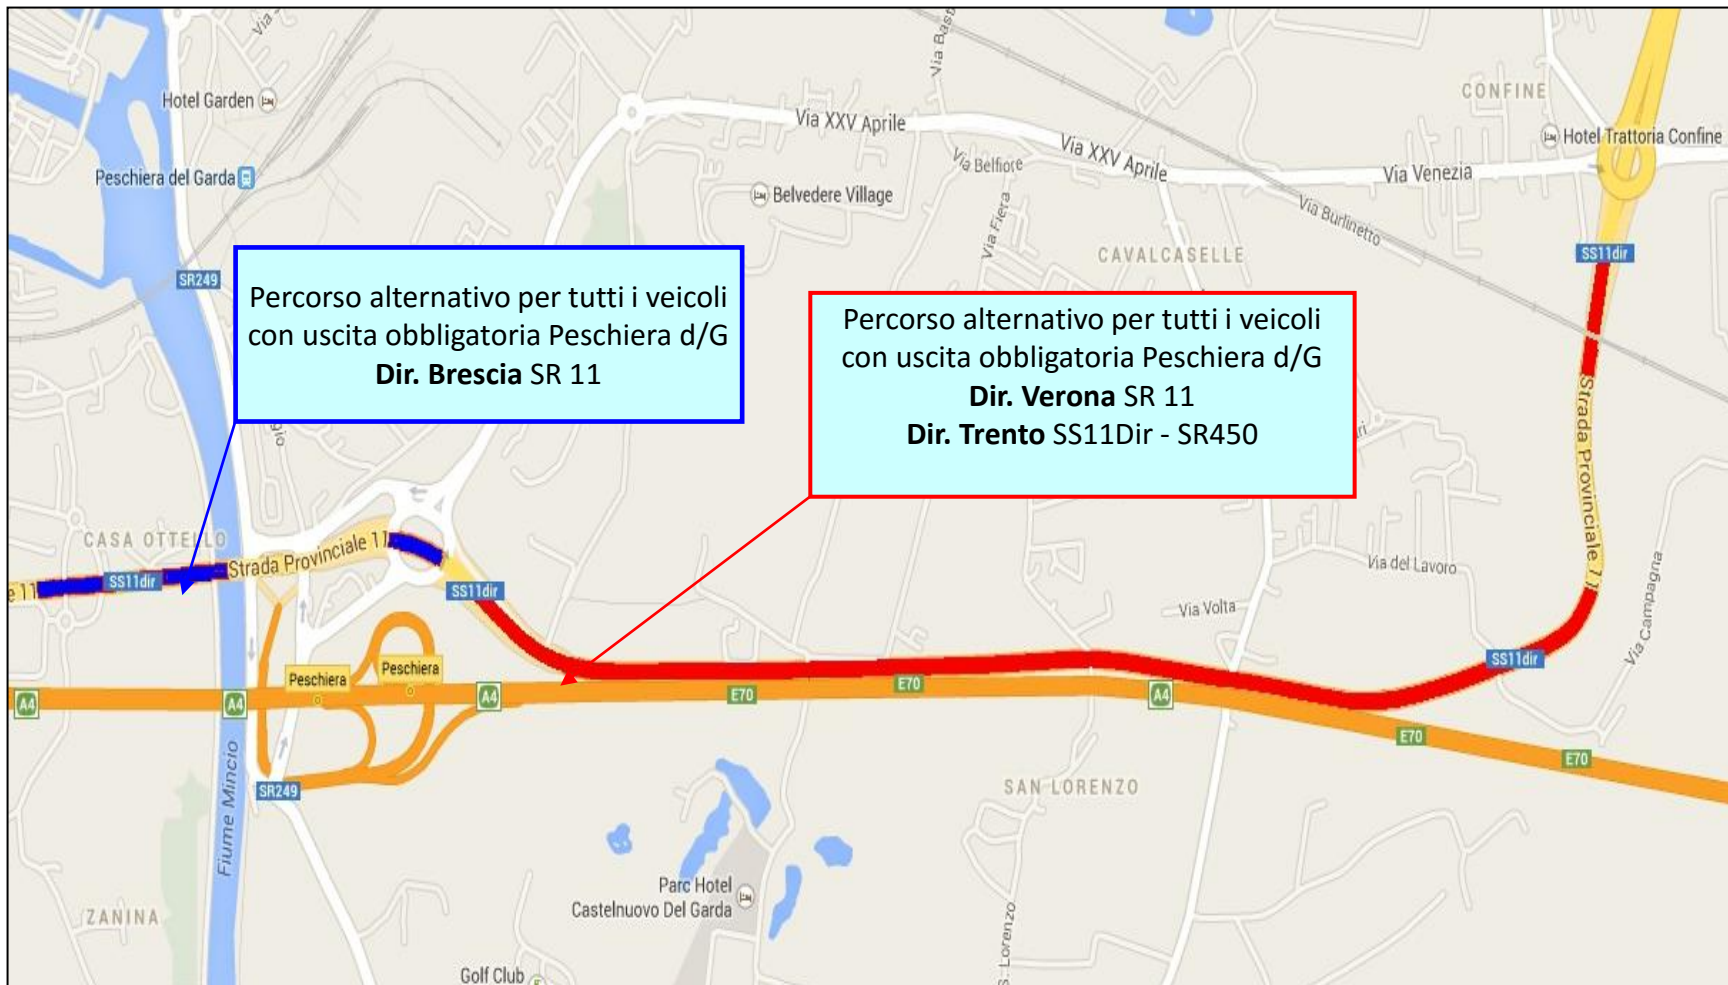 Via XXV Aprile
Via XXV Aprile
Via Belfiore
Via Fiera
CONFINE
Hotel Trattoria Confine
Via Venezia
Via Burlinetto
Hotel Garden
Peschiera del Garda
Belvedere Village
CAVALCASELLE
SS11dir
SR249
Percorso alternativo per tutti i veicoli
con uscita obbligatoria Peschiera d/G
Dir. Brescia SR 11
Percorso alternativo per tutti i veicoli
con uscita obbligatoria Peschiera d/G
Dir. Verona SR 11
Dir. Trento SS11Dir - SR450
Strada Provinciale 11
CASA OTTELLO
Strada Provinciale 11
e 11
SS11dir
SS11dir
Via del Lavoro
Via Volta
Via Campagna
SS11dir
Peschiera
Peschiera
A4
A4
A4
E70
E70
A4
E70
E70
SR249
Fiume Mincio
SAN LORENZO
Parc Hotel
Castelnuovo Del Garda
ZANINA
S. Lorenzo
Golf Club